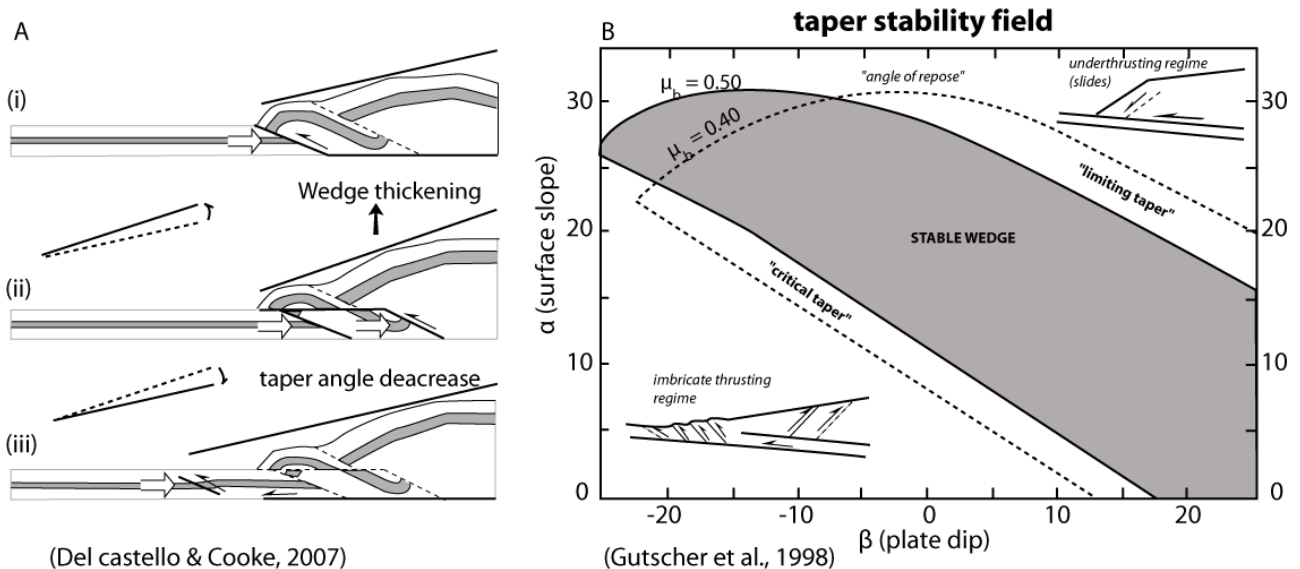 A
(i)
Wedge thickening
(ii)
taper angle deacrease
(iii)
(Del castello & Cooke, 2007)
taper stability field
B
μb = 0.50
μb = 0.40
"angle of repose"
underthrusting regime
(slides)
"limiting taper"
STABLE WEDGE
"critical taper"
imbricate thrusting
regime
α (surface slope)
30
20
10
0
30
20
10
0
-20
-10
0
10
20
β (plate dip)
(Gutscher et al., 1998)